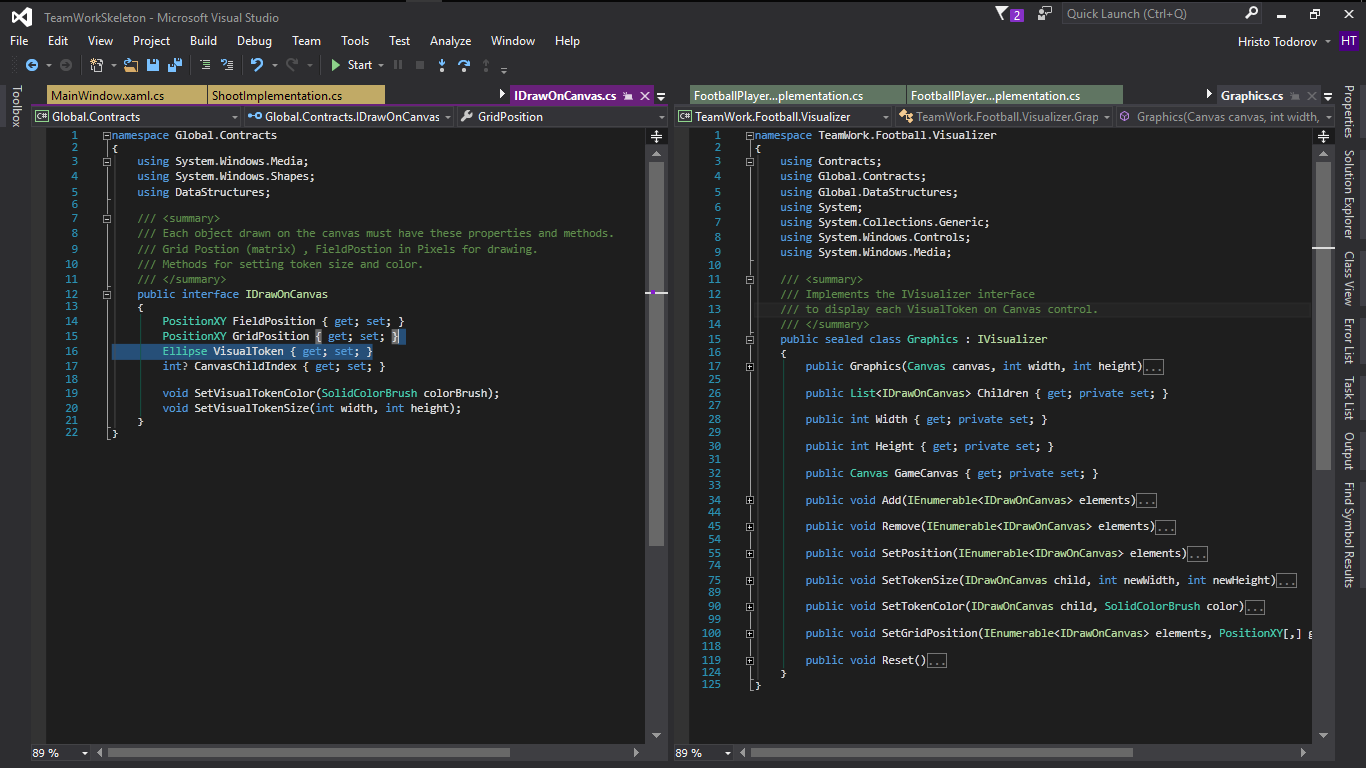 TeamWorkSkeleton - Microsoft Visual Studio
2
Quick Launch (Ctrl+Q)
File Edit View Project Build Debug Team Tools Test Analyze Window Help
Hristo Todorov HT
Start
Toolbox
MainWindow.xaml.cs ShootImplementation.cs IDrawOnCanvas.cs
C# Global.Contracts Global.Contracts.IDrawOnCanvas GridPosition
1 namespace Global.Contracts
2 {
3 using System.Windows.Media;
4 using System.Windows.Shapes;
5 using DataStructures;
6
7 /// <summary>
8 /// Each object drawn on the canvas must have these properties and methods.
9 /// Grid Postion (matrix) , FieldPostion in Pixels for drawing.
10 /// Methods for setting token size and color.
11 /// </summary>
12 public interface IDrawOnCanvas
13 {
14 PositionXY FieldPosition { get; set; }
15 PositionXY GridPosition { get; set; }
16 Ellipse VisualToken { get; set; }
17 int? CanvasChildIndex { get; set; }
18
19 void SetVisualTokenColor(SolidColorBrush colorBrush);
20 void SetVisualTokenSize(int width, int height);
21 }
22 }
89 %
FootballPlayer...plementation.cs FootballPlayer...plementation.cs Graphics.cs
C# TeamWork.Football.Visualizer TeamWork.Football.Visualizer.Grap Graphics(Canvas canvas, int width,
1 namespace TeamWork.Football.Visualizer
2 {
3 using Contracts;
4 using Global.Contracts;
5 using Global.DataStructures;
6 using System;
7 using System.Collections.Generic;
8 using System.Windows.Controls;
9 using System.Windows.Media;
10
11 /// <summary>
12 /// Implements the IVisualizer interface
13 /// to display each VisualToken on Canvas control.
14 /// </summary>
15 public sealed class Graphics : IVisualizer
16 {
17 public Graphics(Canvas canvas, int width, int height)...
25
26 public List<IDrawOnCanvas> Children { get; private set; }
27
28 public int Width { get; private set; }
29
30 public int Height { get; private set; }
31
32 public Canvas GameCanvas { get; private set; }
33
34 public void Add(IEnumerable<IDrawOnCanvas> elements)...
44
45 public void Remove(IEnumerable<IDrawOnCanvas> elements)...
54
55 public void SetPosition(IEnumerable<IDrawOnCanvas> elements)...
74
75 public void SetTokenSize(IDrawOnCanvas child, int newWidth, int newHeight)...
89
90 public void SetTokenColor(IDrawOnCanvas child, SolidColorBrush color)...
99
100 public void SetGridPosition(IEnumerable<IDrawOnCanvas> elements, PositionXY[,] g
118
119 public void Reset()...
124 }
125 }
89 %
Properties
Solution Explorer
Class View
Error List
Task List
Output
Find Symbol Results